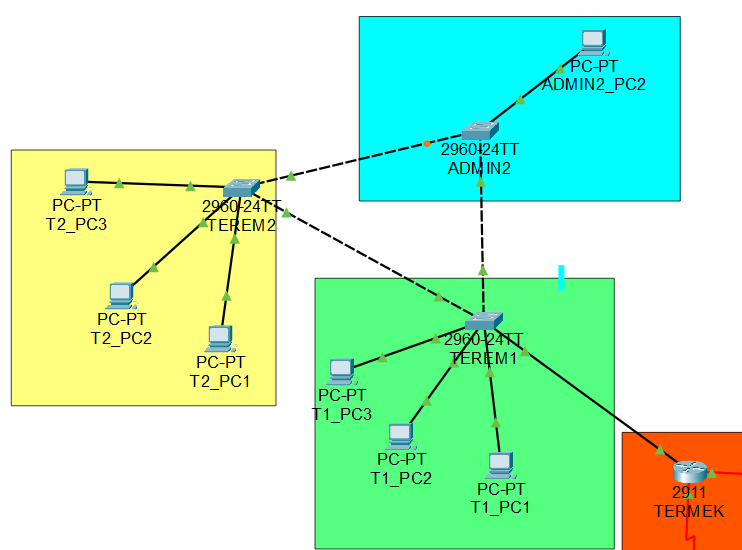 PC-PT
ADMIN2_PC2
2960-24TT
ADMIN2
PC-PT
T2_PC3
2960-24TT
TEREM2
PC-PT
T2_PC2
PC-PT
T2_PC1
2960-24TT
TEREM1
PC-PT
T1_PC3
PC-PT
T1_PC2
PC-PT
T1_PC1
2911
TERMEK